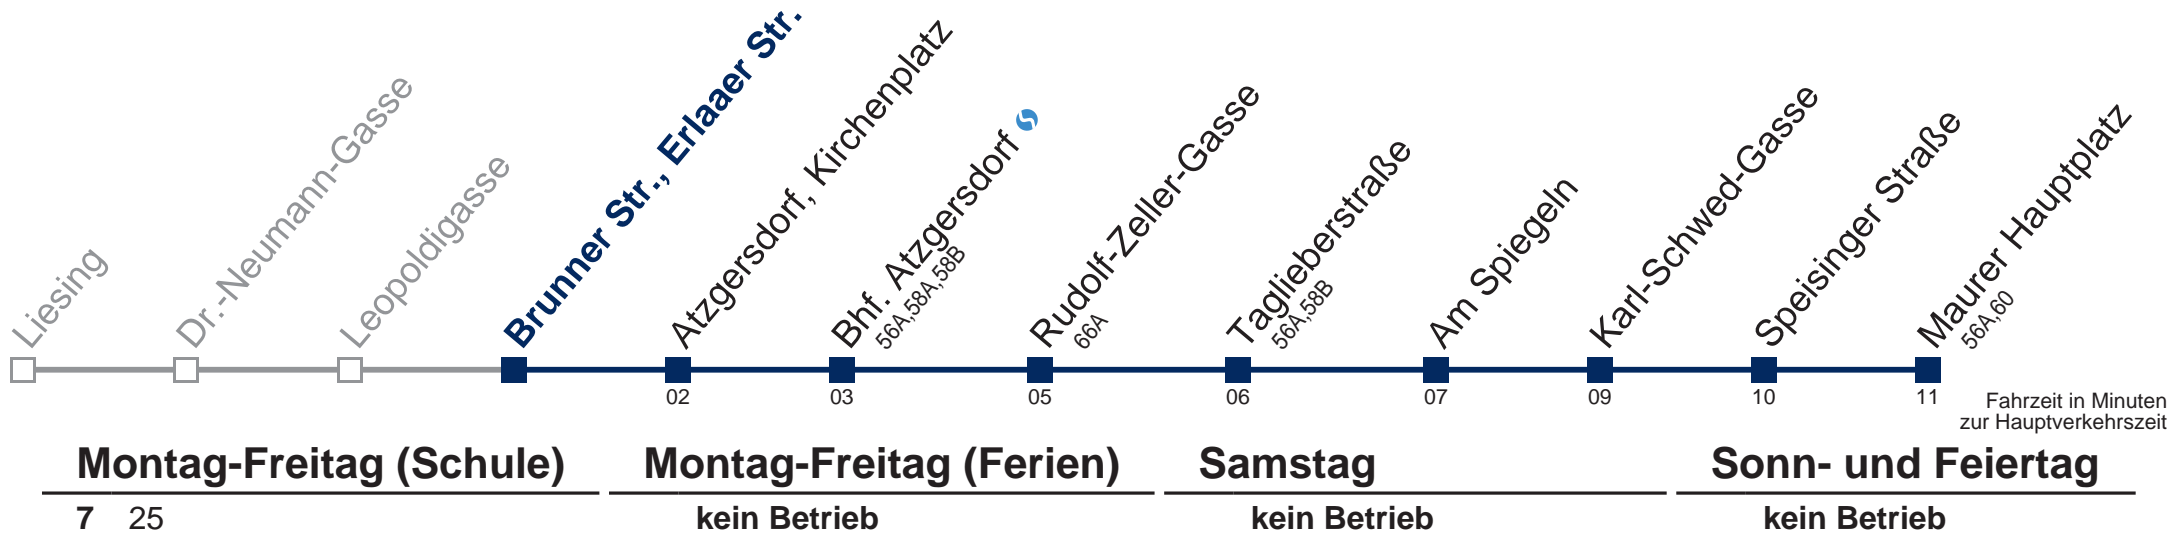 Liesing
Dr.-Neumann-Gasse
Leopoldigasse
Brunner Str., Erlaaer Str.
Atzgersdorf, Kirchenplatz
Bhf. Atzgersdorf
56A,58A,58B
Rudolf-Zeller-Gasse
66A
Taglieberstraße
56A,58B
Am Spiegeln
Karl-Schwed-Gasse
Speisinger Straße
Maurer Hauptplatz
56A,60
02 03 05 06 07 09 10 11
Fahrzeit in Minuten
zur Hauptverkehrszeit
Montag-Freitag (Schule) Montag-Freitag (Ferien) Samstag Sonn- und Feiertag
7 25 kein Betrieb kein Betrieb kein Betrieb